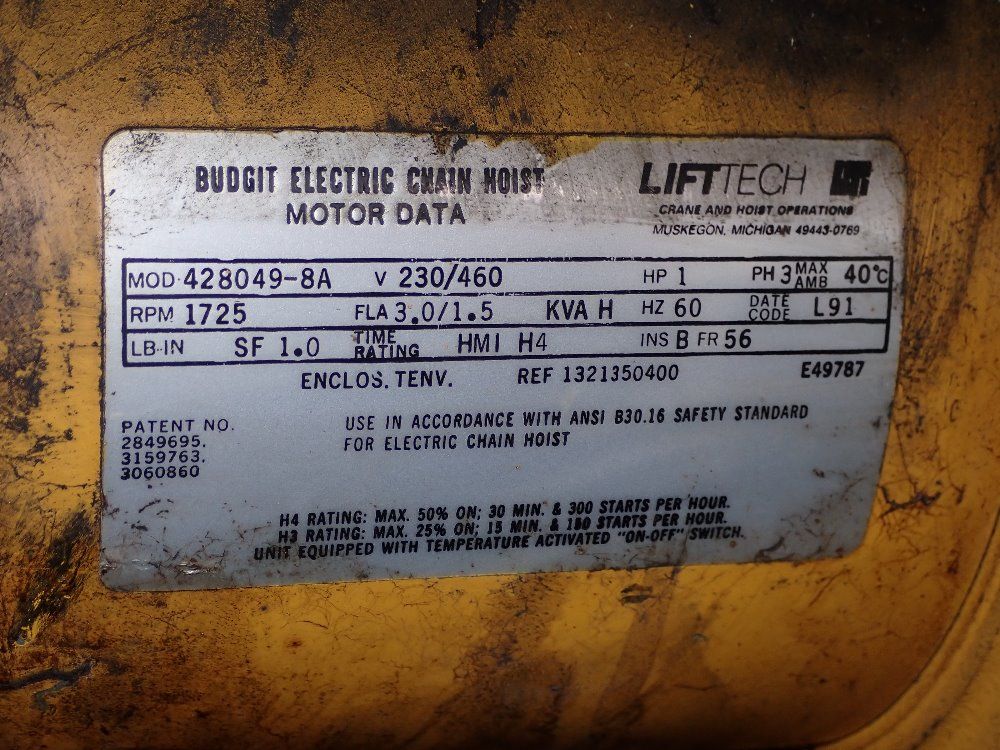 BUDGIT ELECTRIC CHAIN HOIST
MOTOR DATA
LIFTTECH
CRANE AND HOIST OPERATIONS
MUSKEGON, MICHIGAN 49443-0769
MOD. 428049-8A V 230/460 HP 1 PH 3 MAX AMB 40°C
RPM 1725 FLA 3.0/1.5 KVA H HZ 60 DATE CODE L91
LB-IN SF 1.0 TIME RATING HMI H4 INS B FR 56
ENCLOS. TENV. REF 1321350400 E49787
PATENT NO.
2849695.
3159763.
3060860
USE IN ACCORDANCE WITH ANSI B30.16 SAFETY STANDARD
FOR ELECTRIC CHAIN HOIST
H4 RATING: MAX. 50% ON; 30 MIN. & 300 STARTS PER HOUR.
H3 RATING: MAX. 25% ON; 15 MIN. & 150 STARTS PER HOUR.
UNIT EQUIPPED WITH TEMPERATURE ACTIVATED "ON-OFF" SWITCH.